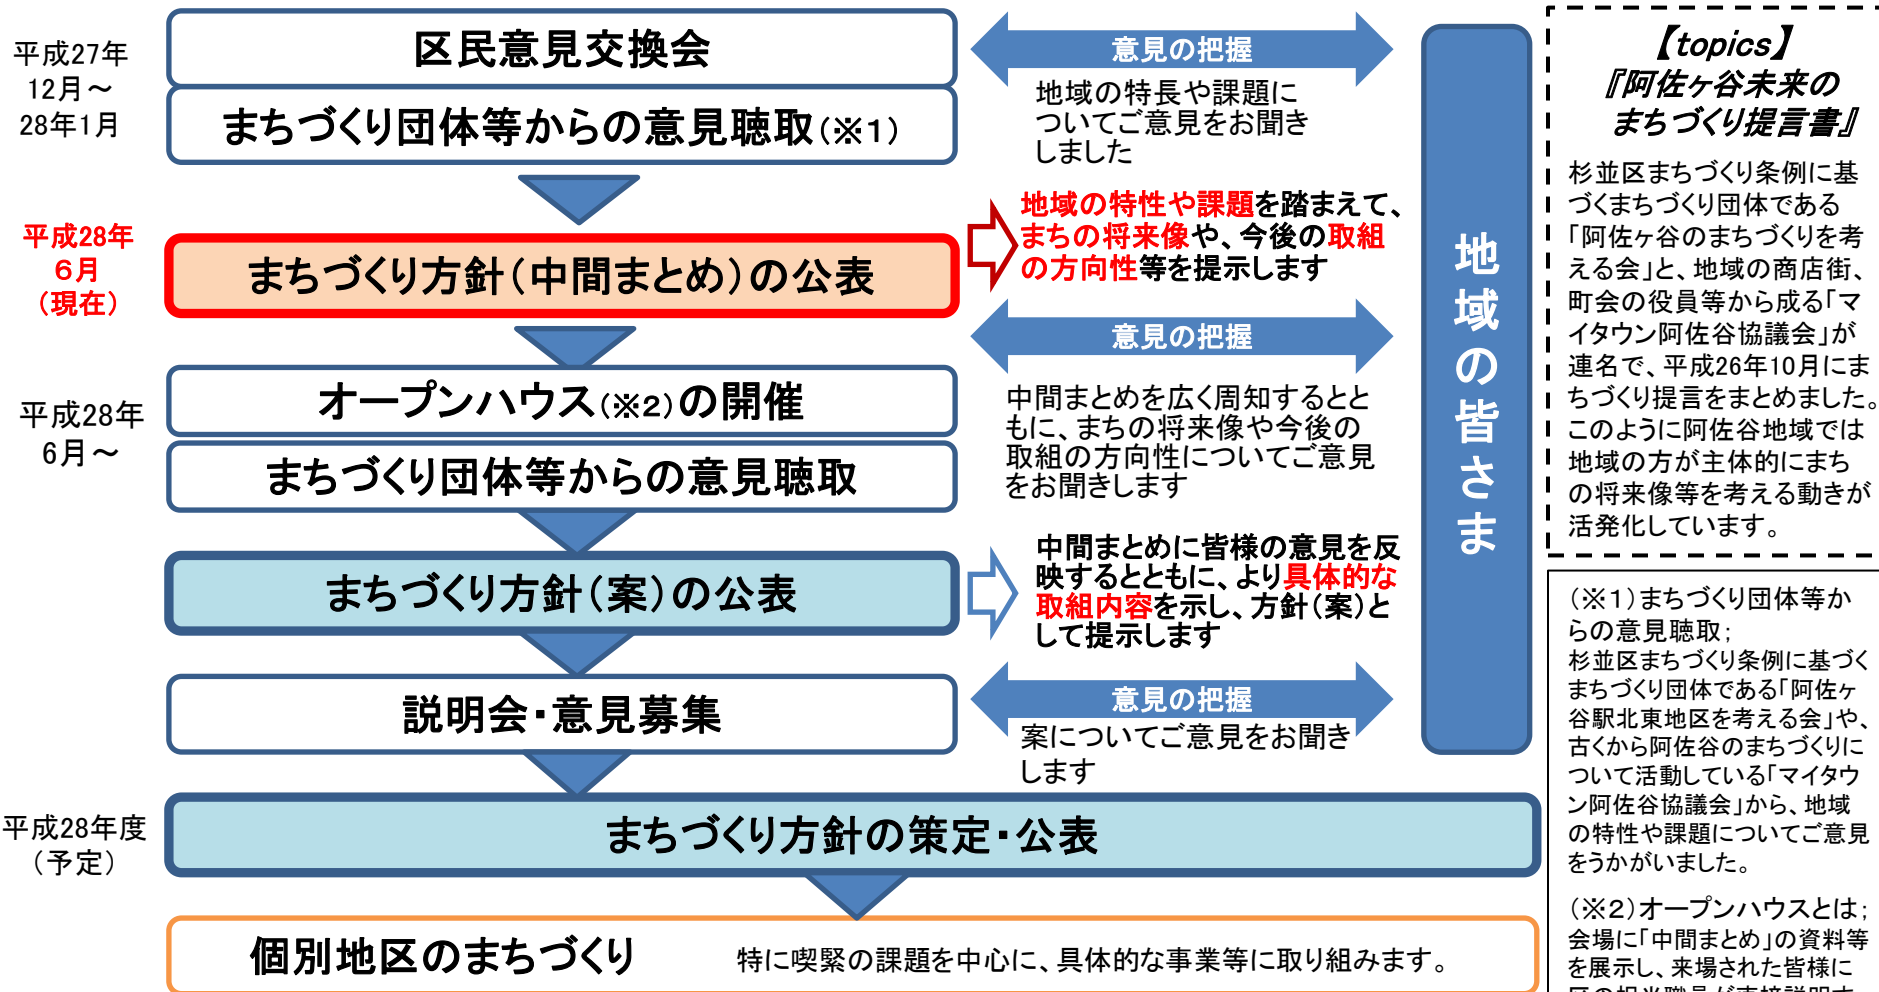 平成27年
12月～
28年1月
区民意見交換会
まちづくり団体等からの意見聴取(※1)
意見の把握
地域の特長や課題に
ついてご意見をお聞き
しました
平成28年
６月
（現在）
まちづくり方針（中間まとめ）の公表
地域の特性や課題を踏まえて、
まちの将来像や、今後の取組
の方向性等を提示します
平成28年
6月～
オープンハウス(※2)の開催
まちづくり団体等からの意見聴取
意見の把握
中間まとめを広く周知するとと
もに、まちの将来像や今後の
取組の方向性についてご意見
をお聞きします
まちづくり方針（案）の公表
中間まとめに皆様の意見を反
映するとともに、より具体的な
取組内容を示し、方針（案）と
して提示します
説明会・意見募集
意見の把握
案についてご意見をお聞き
します
地域の皆さま
平成28年度
（予定）
まちづくり方針の策定・公表
個別地区のまちづくり　特に喫緊の課題を中心に、具体的な事業等に取り組みます。
【topics】
『阿佐ヶ谷未来の
まちづくり提言書』
杉並区まちづくり条例に基
づくまちづくり団体である
「阿佐ヶ谷のまちづくりを考
える会」と、地域の商店街、
町会の役員等から成る「マ
イタウン阿佐谷協議会」が
連名で、平成26年10月にま
ちづくり提言をまとめました。
このように阿佐谷地域では
地域の方が主体的にまち
の将来像等を考える動きが
活発化しています。
（※１）まちづくり団体等か
らの意見聴取；
杉並区まちづくり条例に基づく
まちづくり団体である「阿佐ヶ
谷駅北東地区を考える会」や、
古くから阿佐谷のまちづくりに
ついて活動している「マイタウ
ン阿佐谷協議会」から、地域
の特性や課題についてご意見
をうかがいました。
（※２）オープンハウスとは；
会場に「中間まとめ」の資料等
を展示し、来場された皆様に
区の担当職員が直接説明す